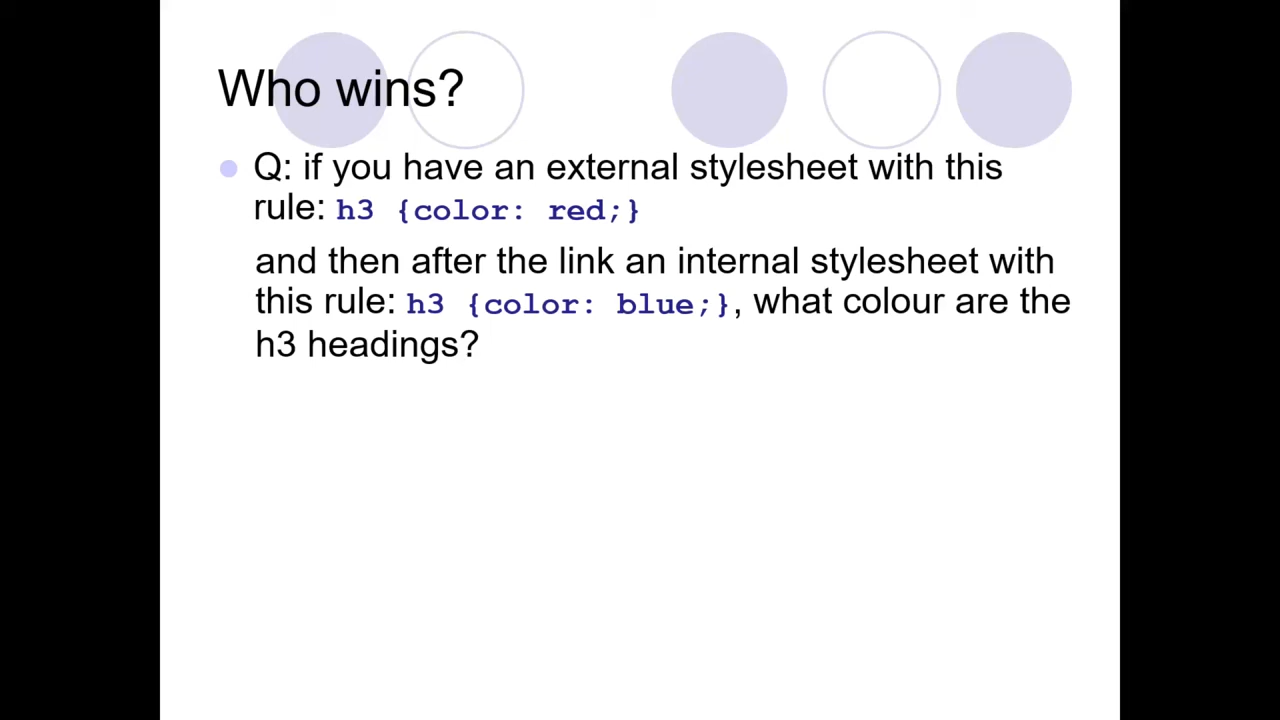 Who wins?
Q: if you have an external stylesheet with this
rule: h3 {color: red;}
and then after the link an internal stylesheet with
this rule: h3 {color: blue;}, what colour are the
h3 headings?